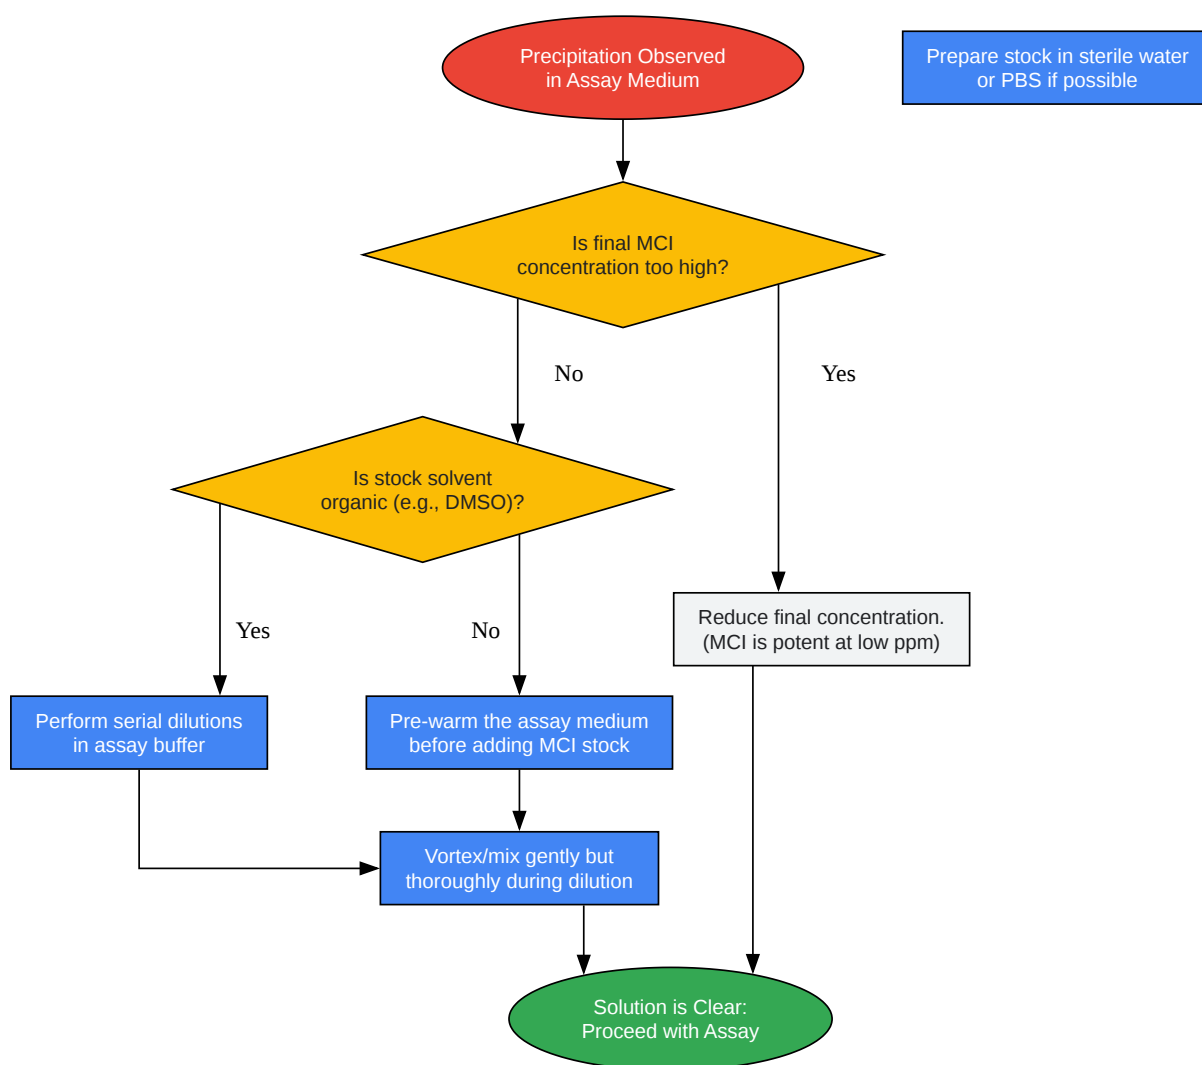 Precipitation Observed
in Assay Medium
Prepare stock in sterile water
or PBS if possible
Is final MCI
concentration too high?
No
Yes
Is stock solvent
organic (e.g., DMSO)?
Yes
No
Reduce final concentration.
(MCI is potent at low ppm)
Perform serial dilutions
in assay buffer
Pre-warm the assay medium
before adding MCI stock
Vortex/mix gently but
thoroughly during dilution
Solution is Clear:
Proceed with Assay